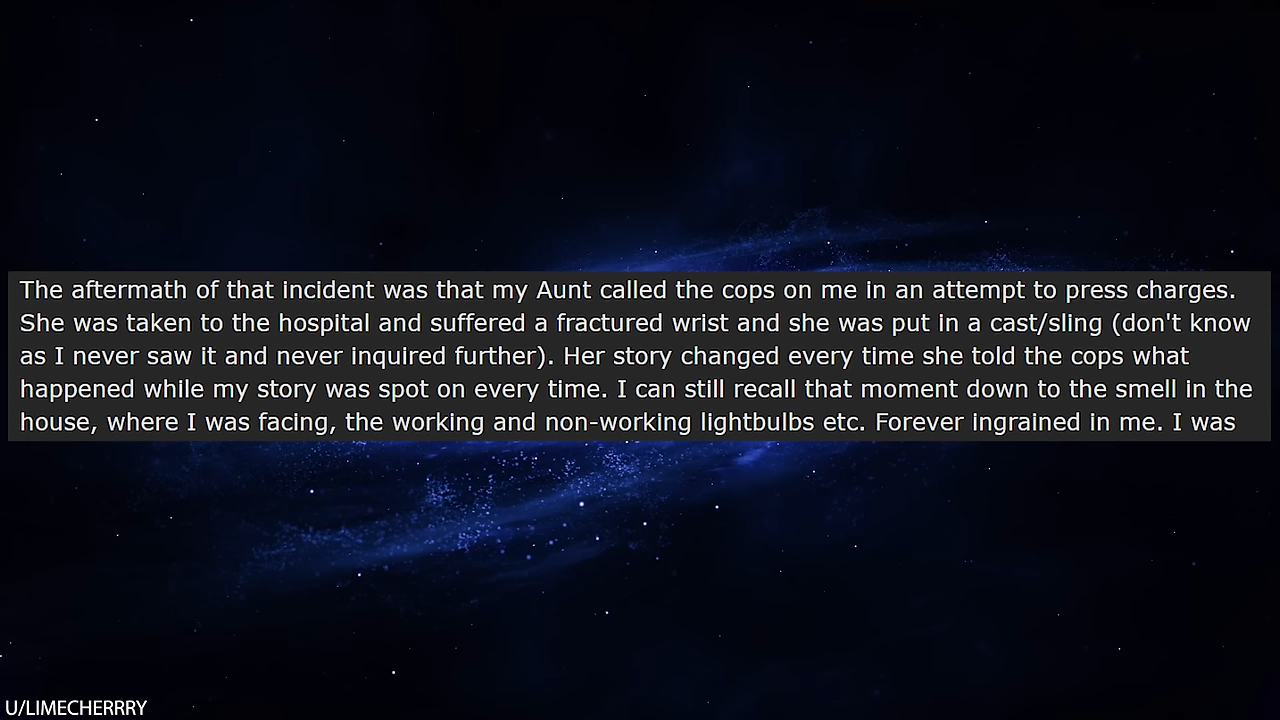 The aftermath of that incident was that my Aunt called the cops on me in an attempt to press charges.
She was taken to the hospital and suffered a fractured wrist and she was put in a cast/sling (don't know
as I never saw it and never inquired further). Her story changed every time she told the cops what
happened while my story was spot on every time. I can still recall that moment down to the smell in the
house, where I was facing, the working and non-working lightbulbs etc. Forever ingrained in me. I was
U/LIMECHERRRY